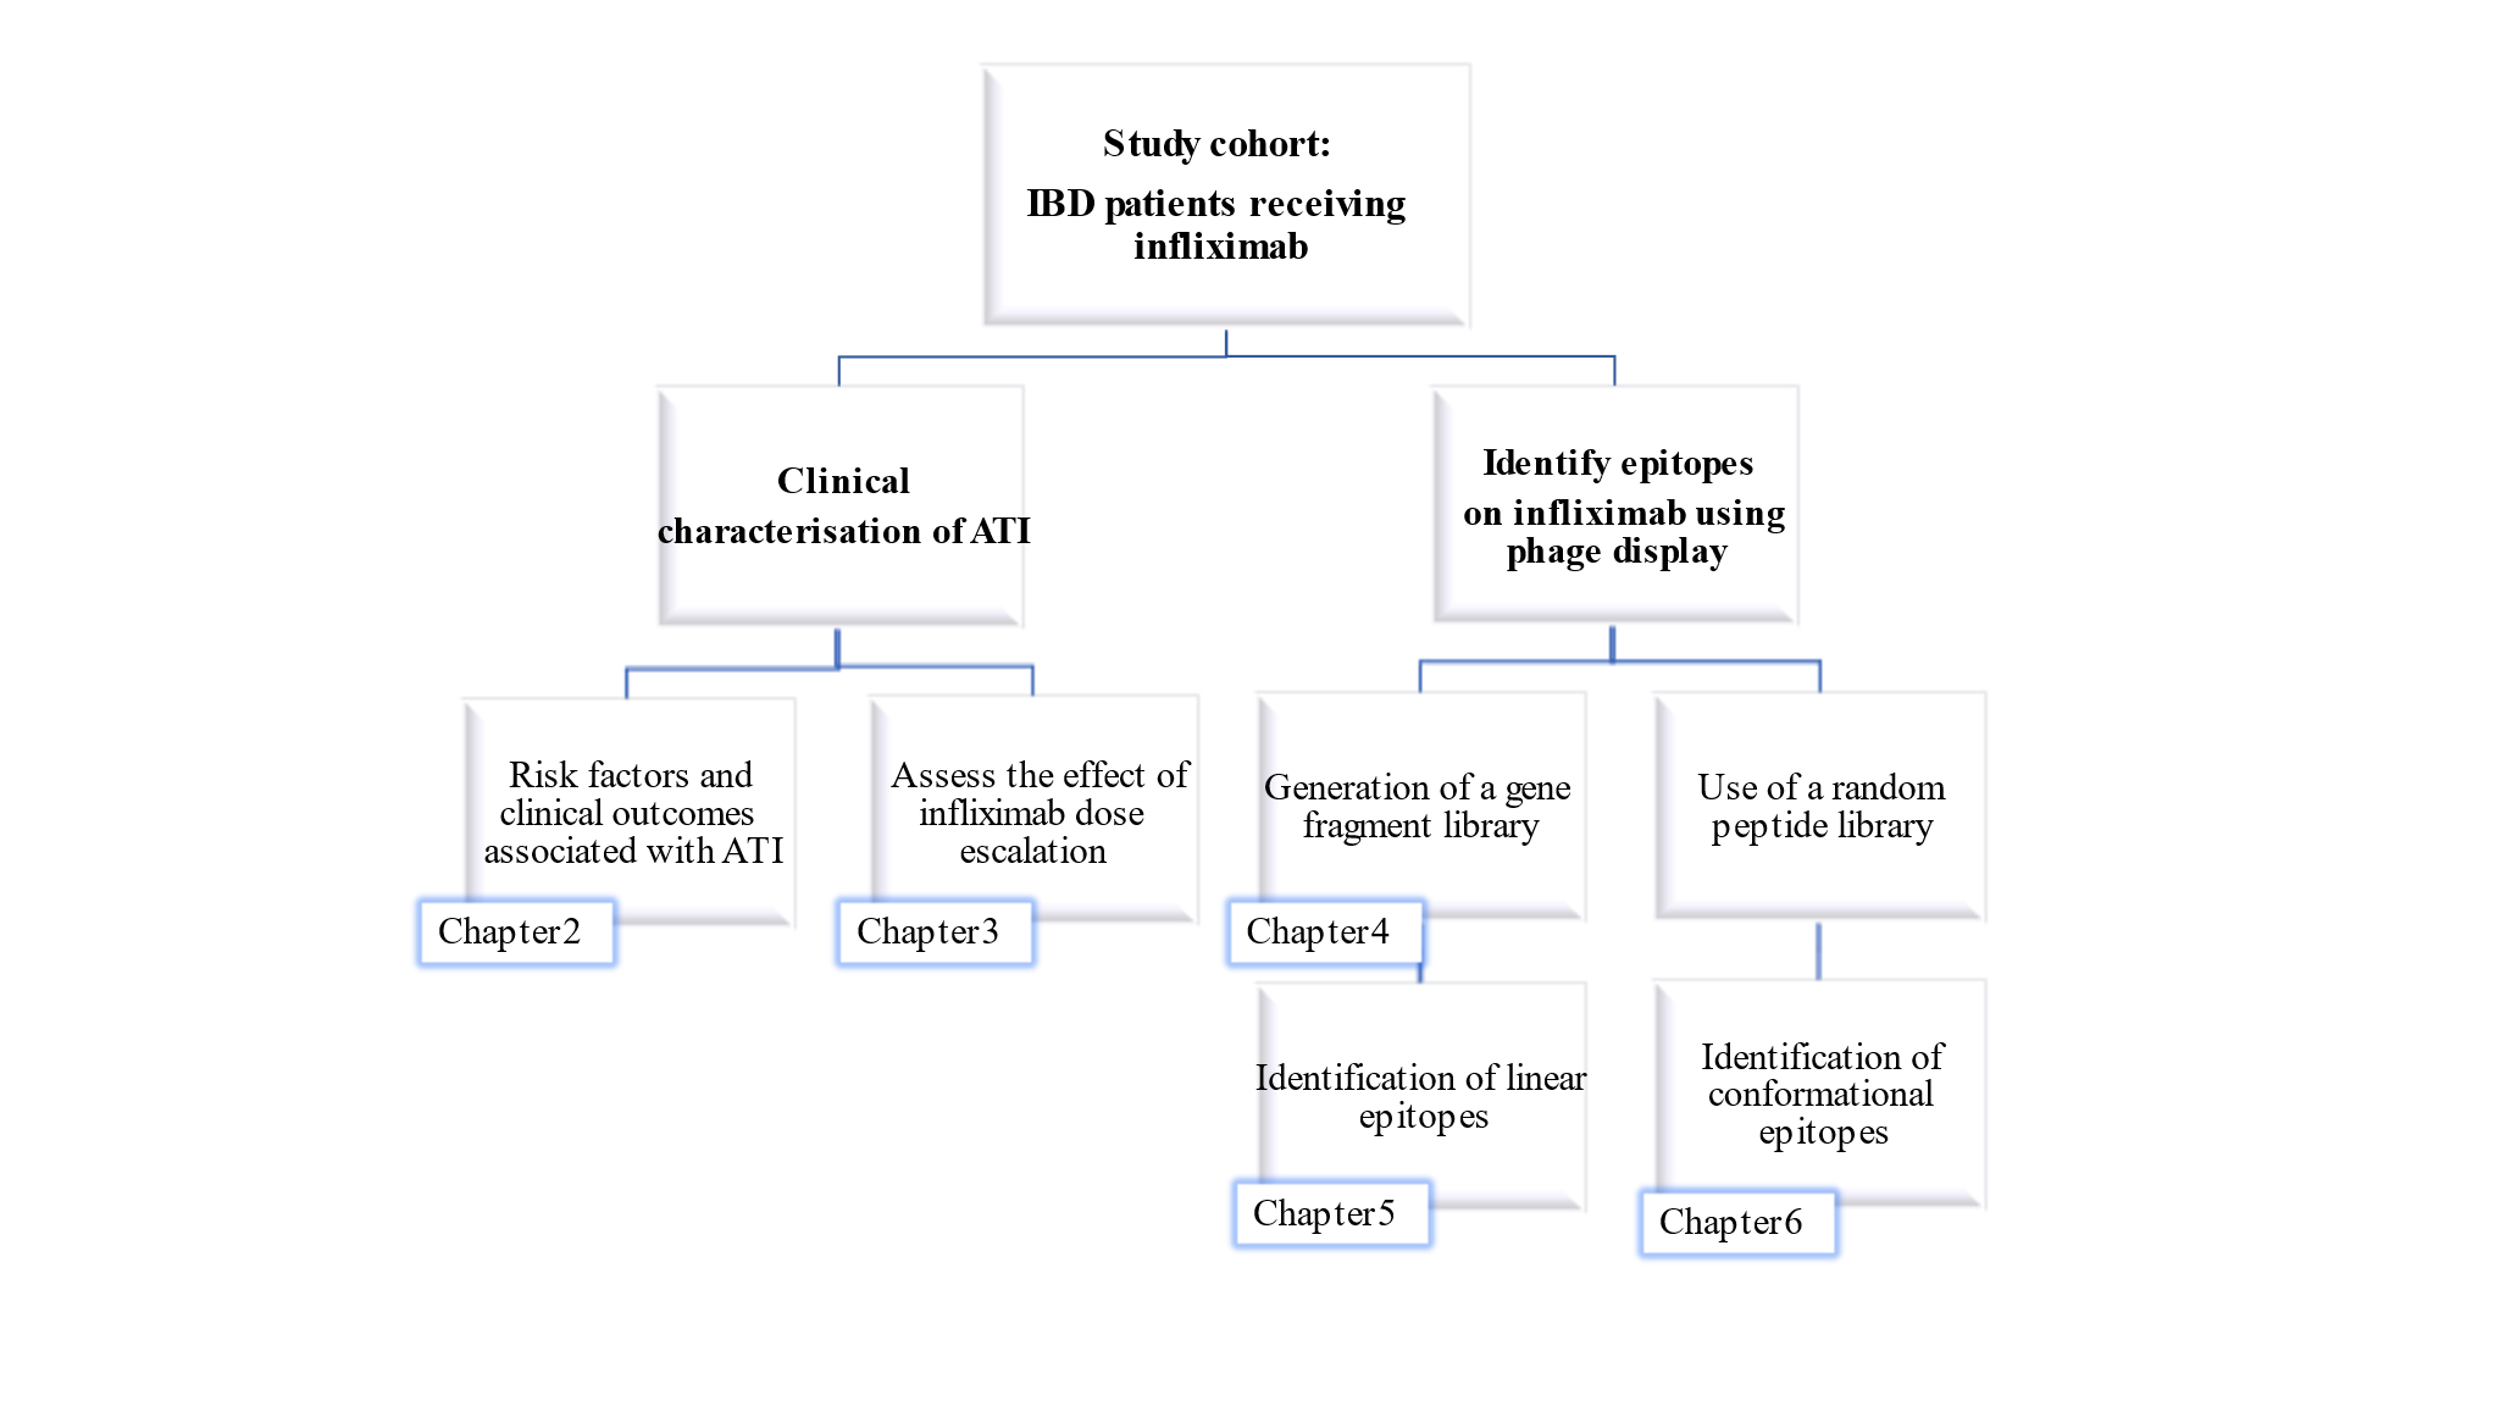 Study cohort:
IBD patients receiving
infliximab
Clinical
characterisation of ATI
Identify epitopes
on infliximab using
phage display
Risk factors and
clinical outcomes
associated with ATI
Chapter2
Assess the effect of
infliximab dose
escalation
Chapter3
Generation of a gene
fragment library
Chapter4
Use of a random
peptide library
Identification of linear
epitopes
Chapter5
Identification of
conformational
epitopes
Chapter6